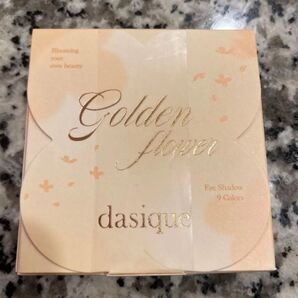 Blooming
your
own beauty
Golden
flower
Eye Shadow
9 Colors
dasique